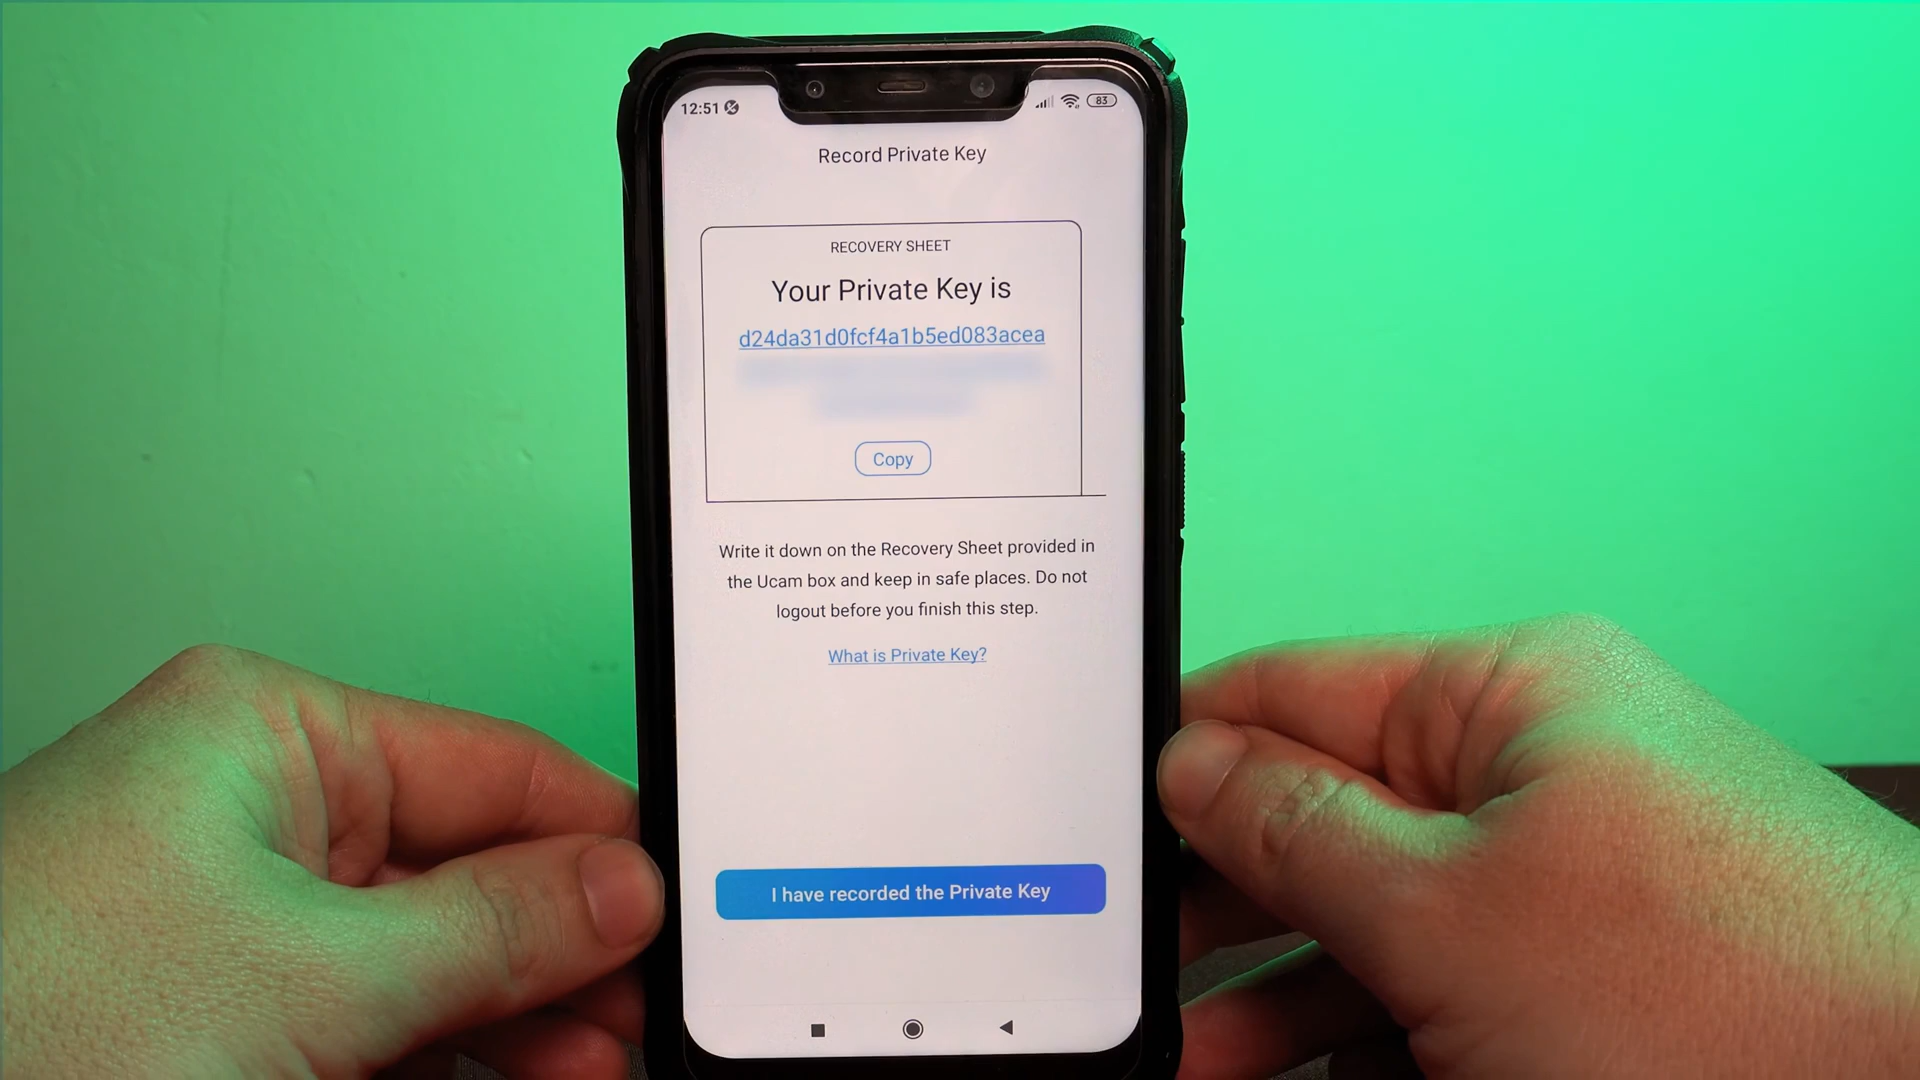 12:51
83
Record Private Key
RECOVERY SHEET
Your Private Key is
d24da31d0fcf4a1b5ed083acea
Copy
Write it down on the Recovery Sheet provided in
the Ucam box and keep in safe places. Do not
logout before you finish this step.
What is Private Key?
I have recorded the Private Key